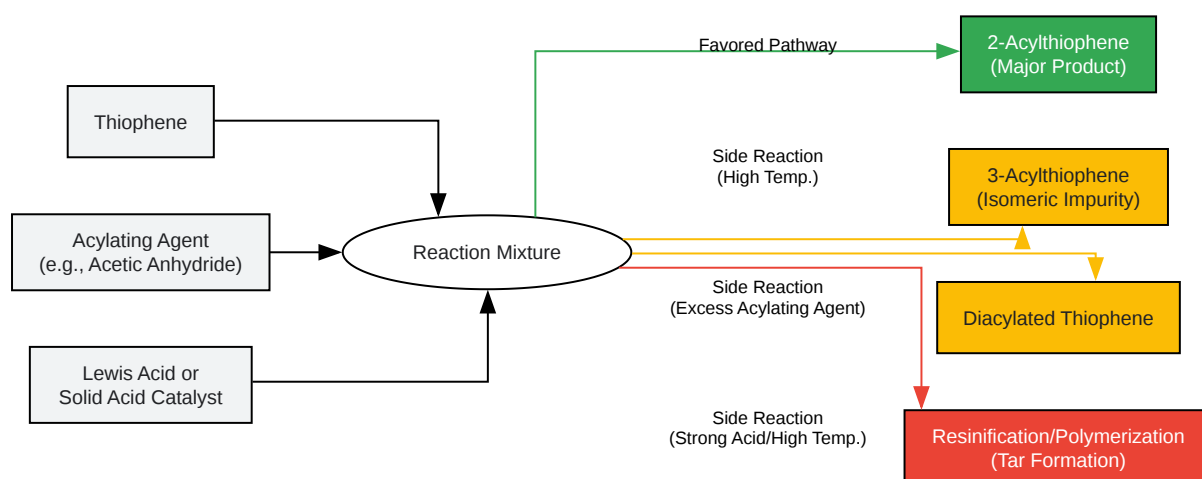 Favored Pathway
2-Acylthiophene
(Major Product)
Thiophene
Side Reaction
(High Temp.)
3-Acylthiophene
(Isomeric Impurity)
Acylating Agent
(e.g., Acetic Anhydride)
Reaction Mixture
Side Reaction
(Excess Acylating Agent)
Diacylated Thiophene
Lewis Acid or
Solid Acid Catalyst
Side Reaction
(Strong Acid/High Temp.)
Resinification/Polymerization
(Tar Formation)